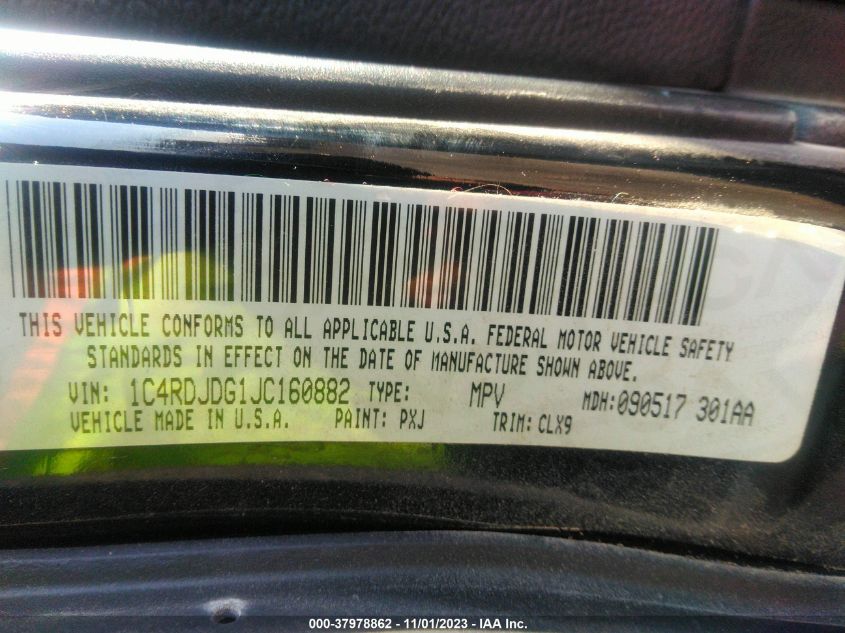 THIS VEHICLE CONFORMS TO ALL APPLICABLE U.S.A. FEDERAL MOTOR VEHICLE SAFETY
STANDARDS IN EFFECT ON THE DATE OF MANUFACTURE SHOWN ABOVE.
VIN: 1C4RDJDG1JC160882 TYPE: MPV MDH:090517 301AA
VEHICLE MADE IN U.S.A. PAINT: PXJ TRIM: CLX9
000-37978862 - 11/01/2023 - IAA Inc.